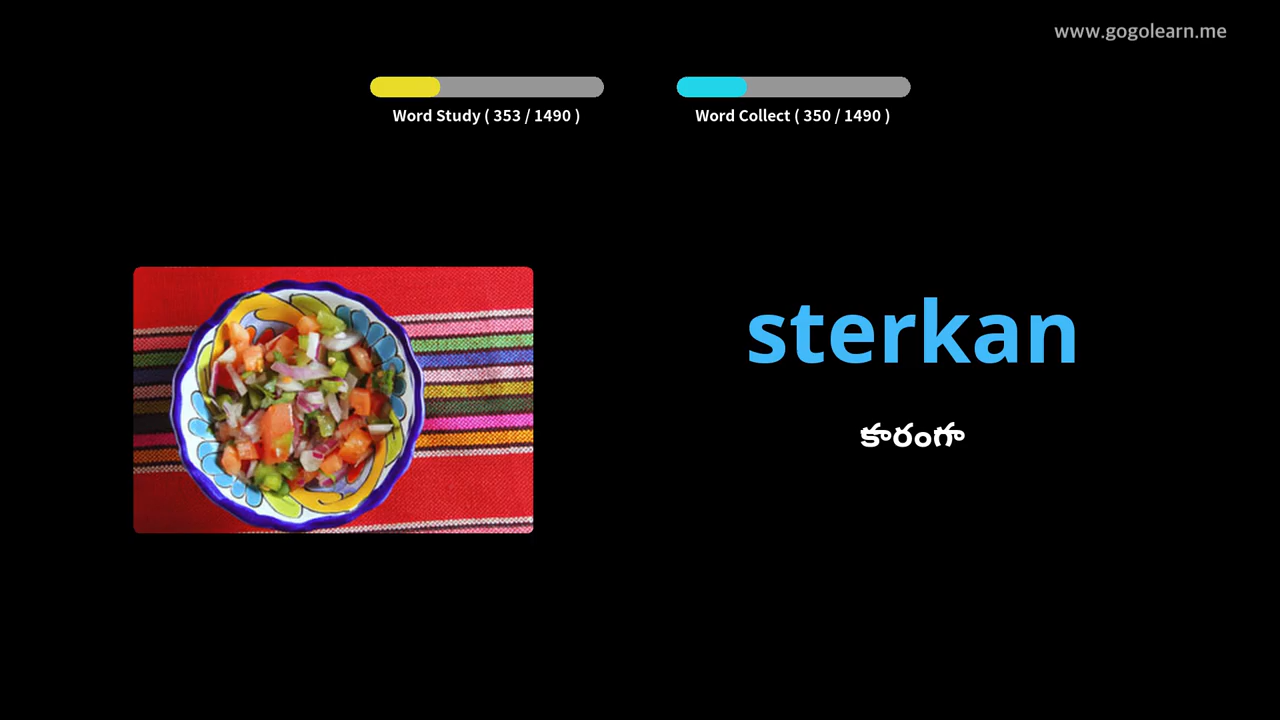 www.gogolearn.me
Word Study ( 353 / 1490 )
Word Collect ( 350 / 1490 )
sterkan
కారంగా